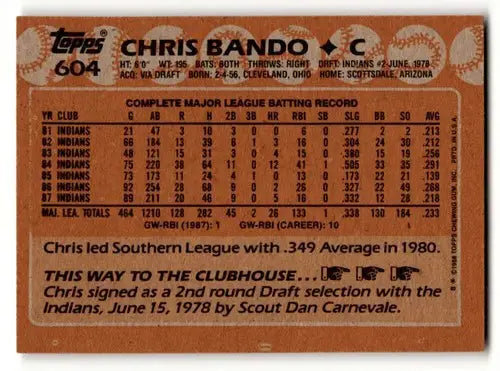 Topps
604
CHRIS BANDO C
HT: 6'0" WT: 195 BATS: BOTH THROWS: RIGHT DRFT: INDIANS #2-JUNE, 1978
ACQ: VIA DRAFT BORN: 2-4-56, CLEVELAND, OHIO HOME: SCOTTSDALE, ARIZONA
COMPLETE MAJOR LEAGUE BATTING RECORD
YR CLUB G AB R H 2B 3B HR RBI SB SLG BB SO AVG
81 INDIANS 21 47 3 10 3 0 0 6 0 .277 2 2 .213
82 INDIANS 66 184 13 39 6 1 3 16 0 .304 24 30 .212
83 INDIANS 48 121 15 31 3 0 4 15 0 .380 15 19 .256
84 INDIANS 75 220 38 64 11 0 12 41 1 .505 33 35 .291
85 INDIANS 73 173 11 24 4 1 0 13 0 .173 22 21 .139
86 INDIANS 92 254 28 68 9 0 2 26 0 .327 22 49 .268
87 INDIANS 89 211 20 46 9 0 5 16 0 .332 12 28 .218
MAJ. LEA. TOTALS 464 1210 128 282 45 2 26 133 1 .338 130 184 .233
GW-RBI (1987): 1 GW-RBI (CAREER): 10
Chris led Southern League with .349 Average in 1980.
THIS WAY TO THE CLUBHOUSE...
Chris signed as a 2nd round Draft selection with the
Indians, June 15, 1978 by Scout Dan Carnevale.
B * © 1988 TOPPS CHEWING GUM, INC. PRTD. IN U.S.A.